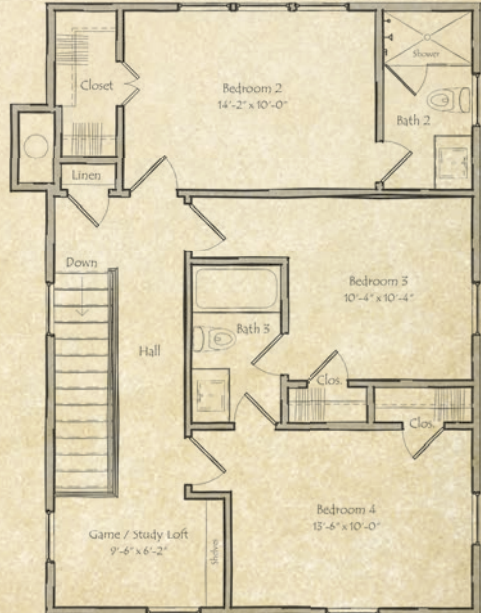 Shower
Closet
Bedroom 2
14'-2" x 10'-0"
Bath 2
Linen
Down
Bedroom 3
10'-4" x 10'-4"
Bath 3
Hall
Clos.
Clos.
Game / Study Loft
9'-6" x 6'-2"
Shelves
Bedroom 4
13'-6" x 10'-0"